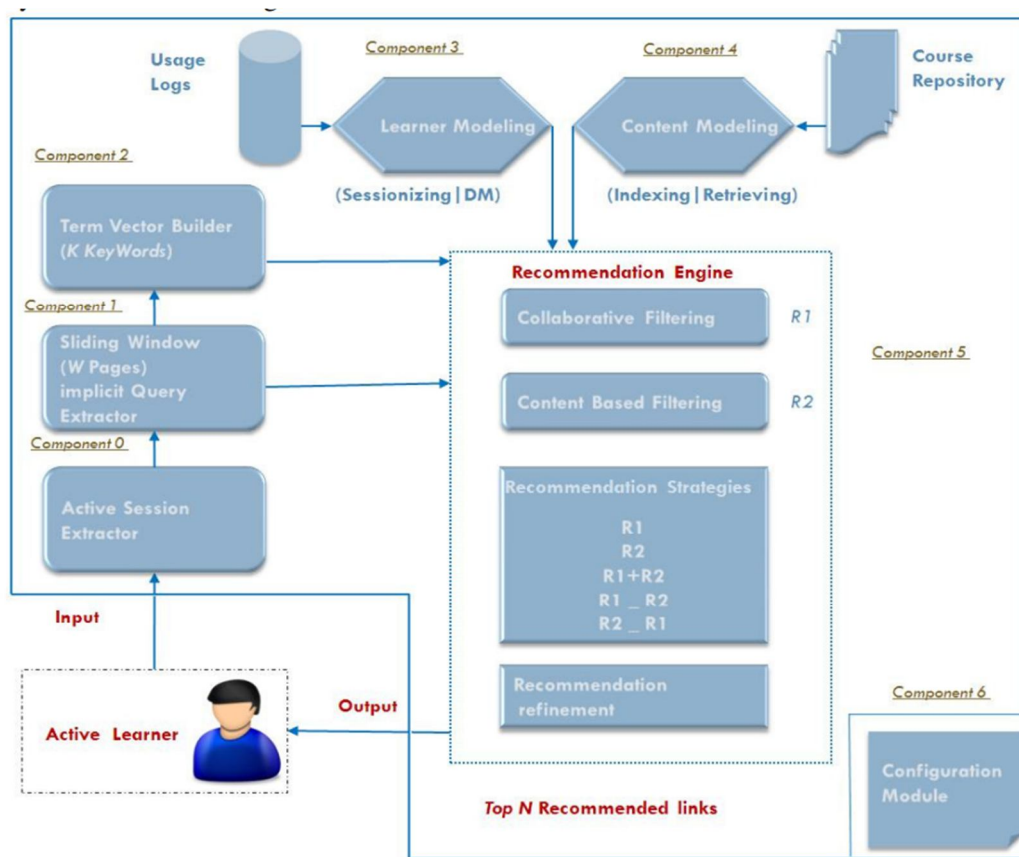 Component 3
Component 4
Usage
Logs
Course
Repository
Learner Modeling
Content Modeling
Component 2
(Sessionizing|DM)
(Indexing|Retrieving)
Term Vector Builder
(K KeyWords)
Recommendation Engine
Component 1
Collaborative Filtering
R1
Sliding Window
(W Pages)
implicit Query
Extractor
Component 5
Content Based Filtering
R2
Component 0
Active Session
Extractor
Recommendation Strategies
R1
R2
R1+R2
R1 _ R2
R2 _ R1
Input
Recommendation
refinement
Component 6
Output
Active Learner
Configuration
Module
Top N Recommended links